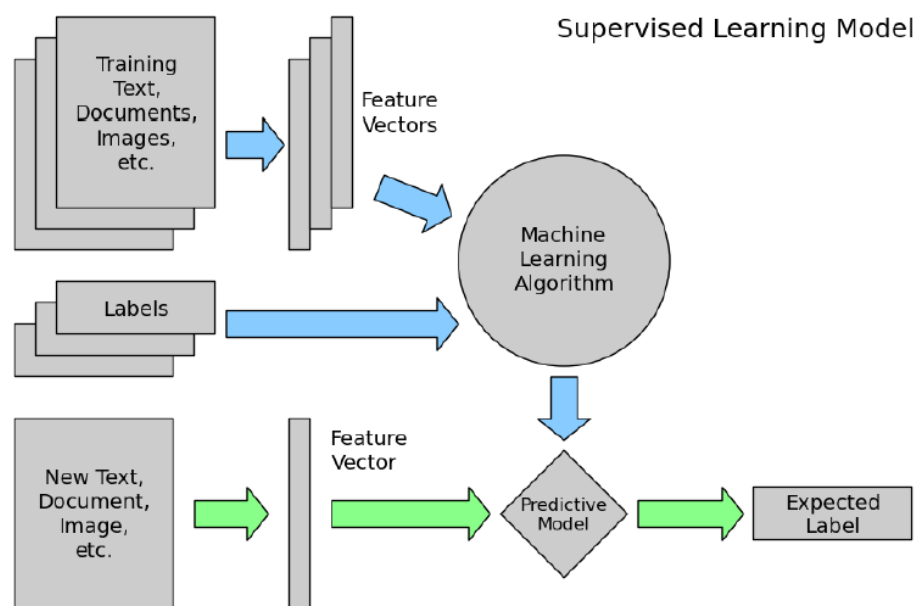 Supervised Learning Model
Training
Text,
Documents,
Images,
etc.
Feature
Vectors
Machine
Learning
Algorithm
Labels
New Text,
Document,
Image,
etc.
Feature
Vector
Predictive
Model
Expected
Label